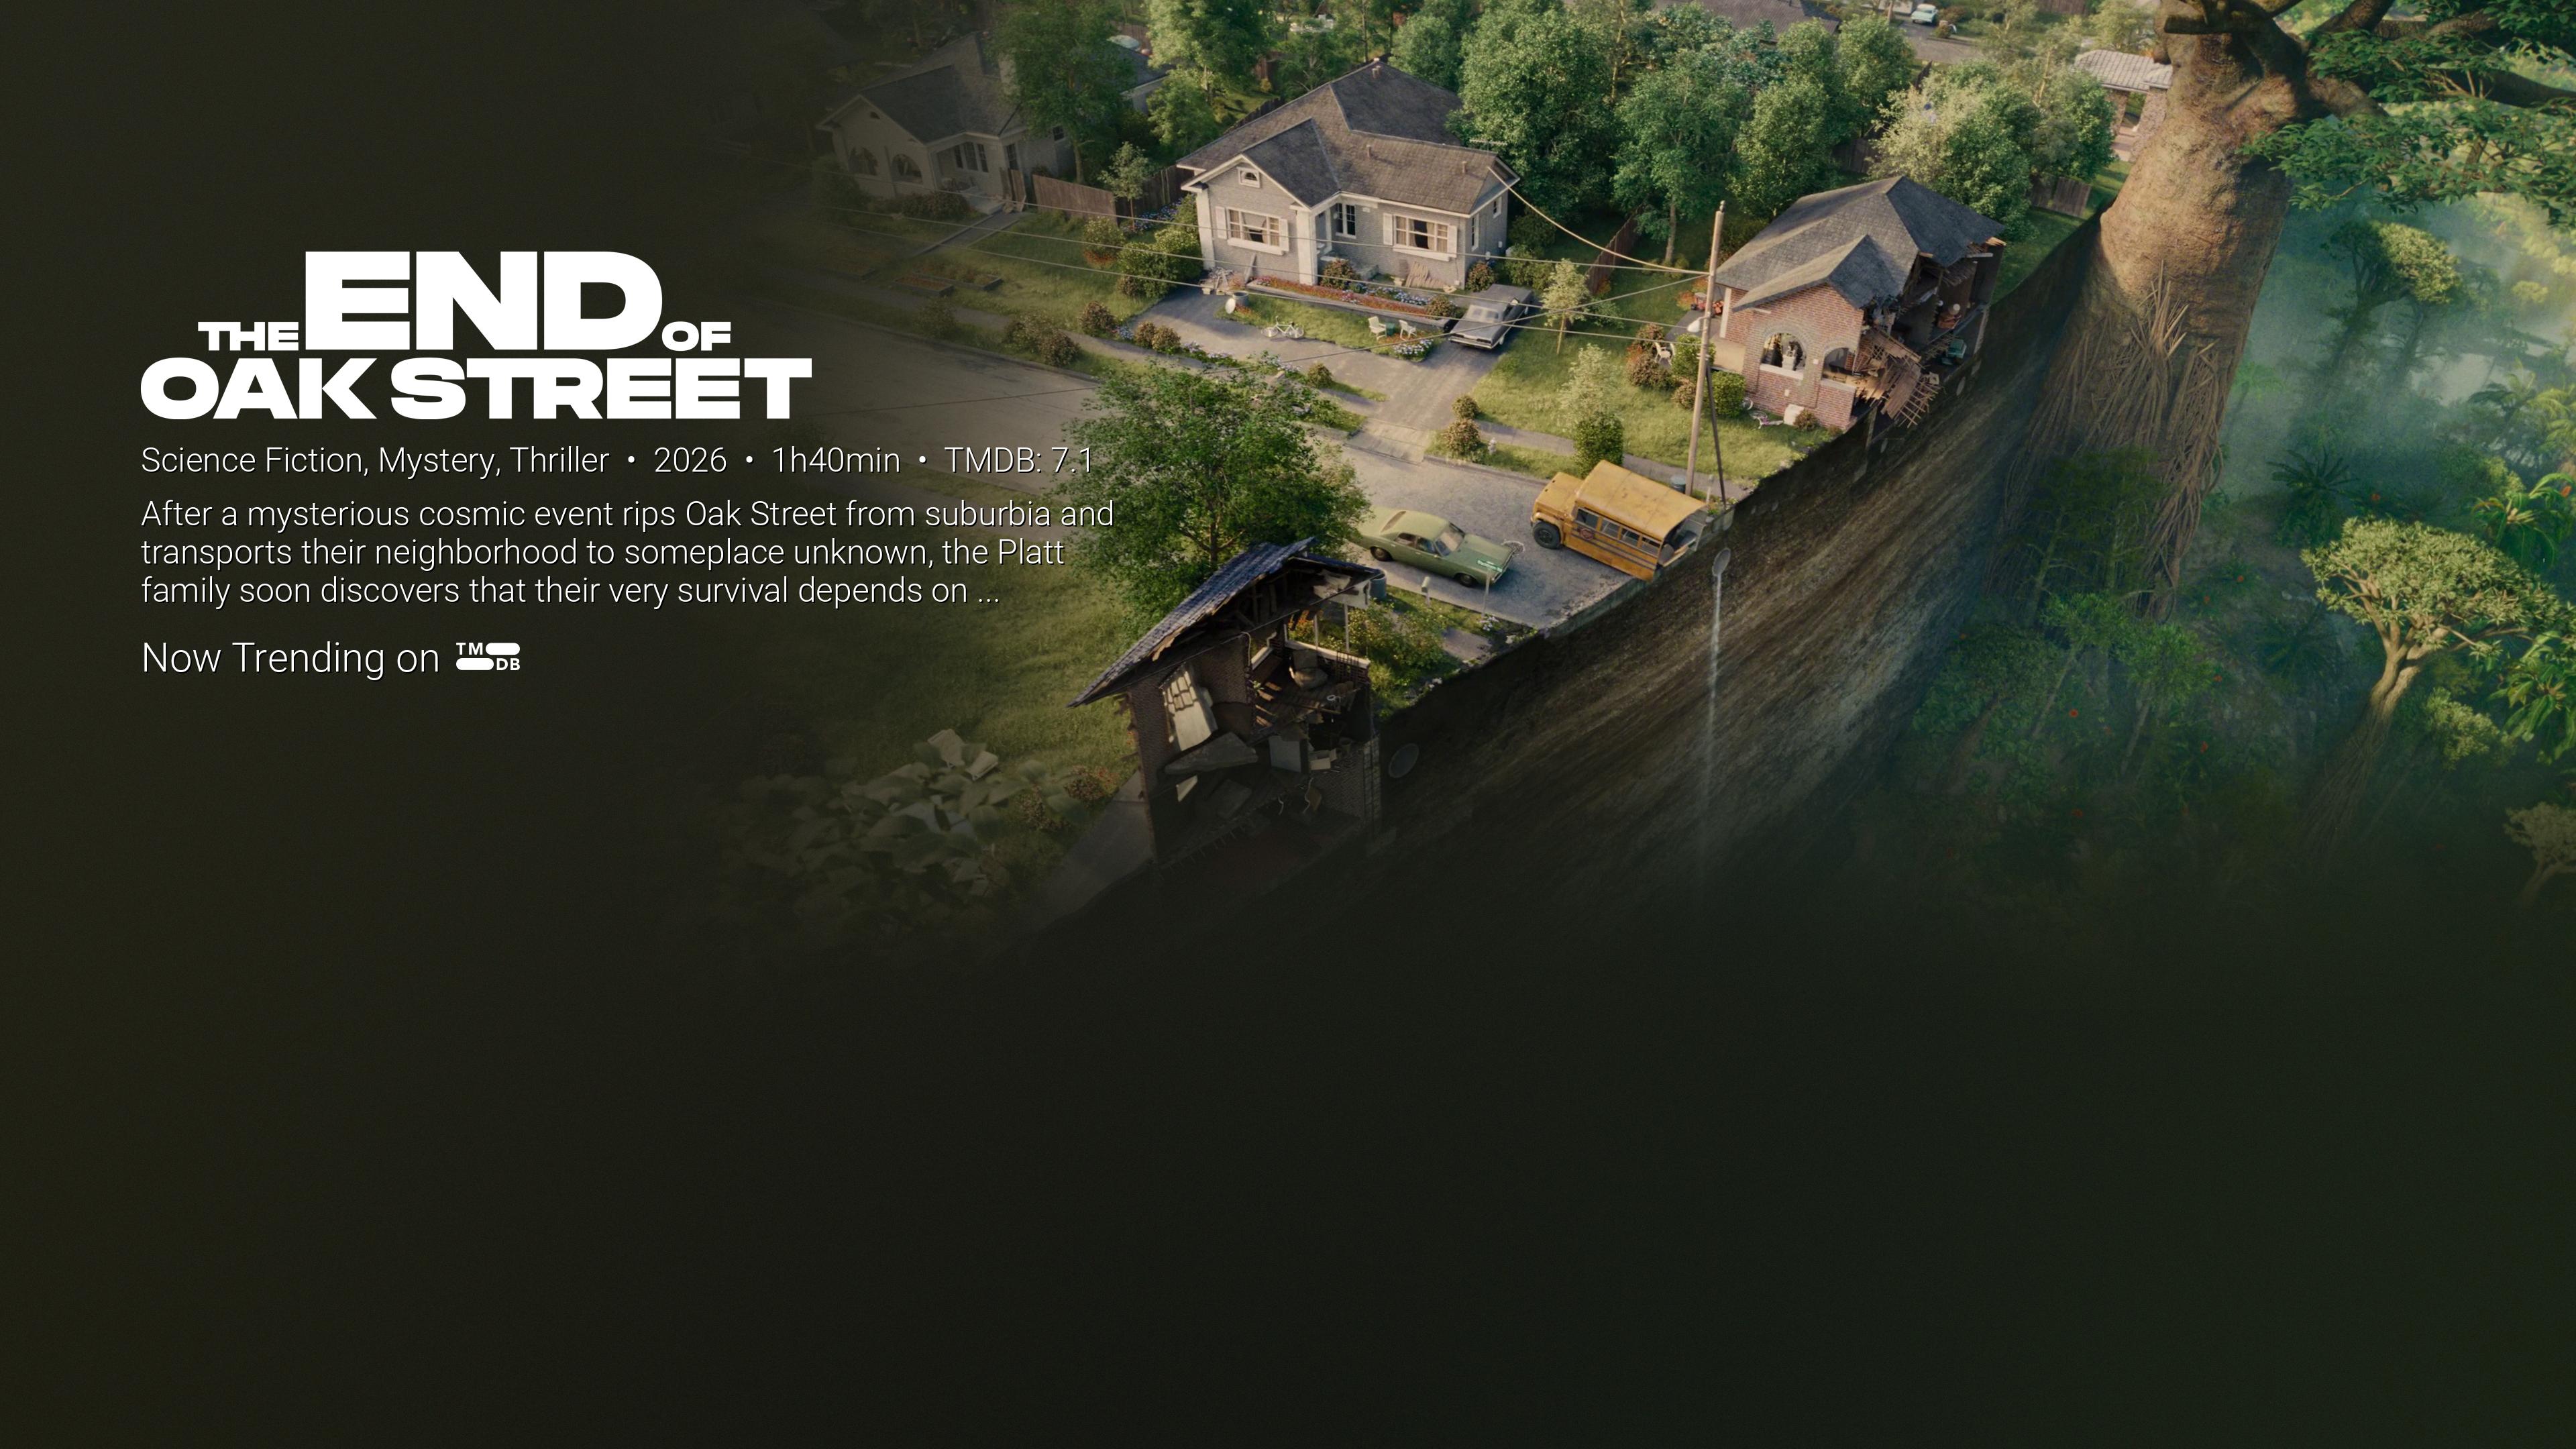 THE END OF
OAK STREET
Science Fiction, Mystery, Thriller • 2026 • 1h40min • TMDB: 7.1
After a mysterious cosmic event rips Oak Street from suburbia and
transports their neighborhood to someplace unknown, the Platt
family soon discovers that their very survival depends on ...
Now Trending on TMDB